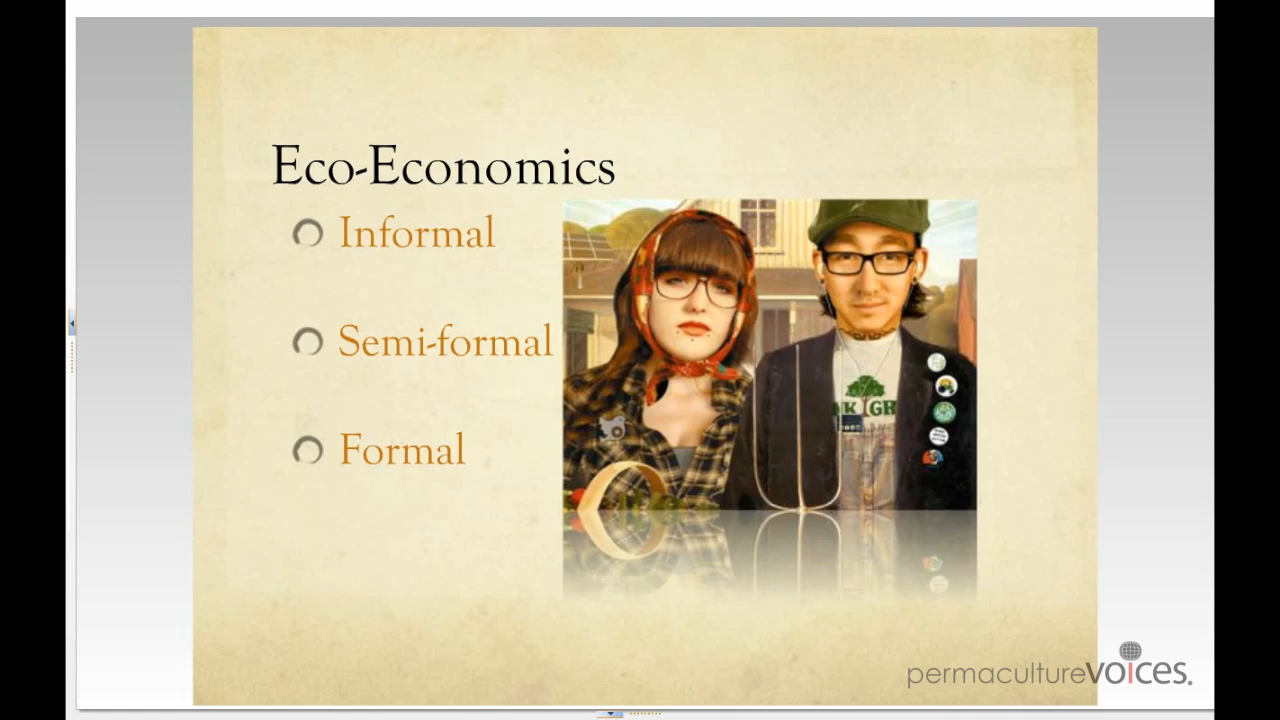 Eco-Economics
Informal
Semi-formal
Formal
permaculturevoices.